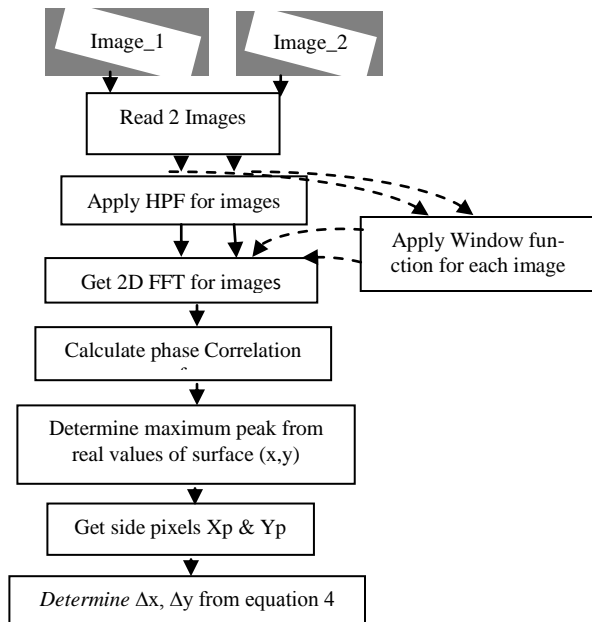 Image_1
Image_2
Read 2 Images
Apply HPF for images
Apply Window fun-
ction for each image
Get 2D FFT for images
Calculate phase Correlation
Determine maximum peak from
real values of surface (x,y)
Get side pixels Xp & Yp
Determine Δx, Δy from equation 4